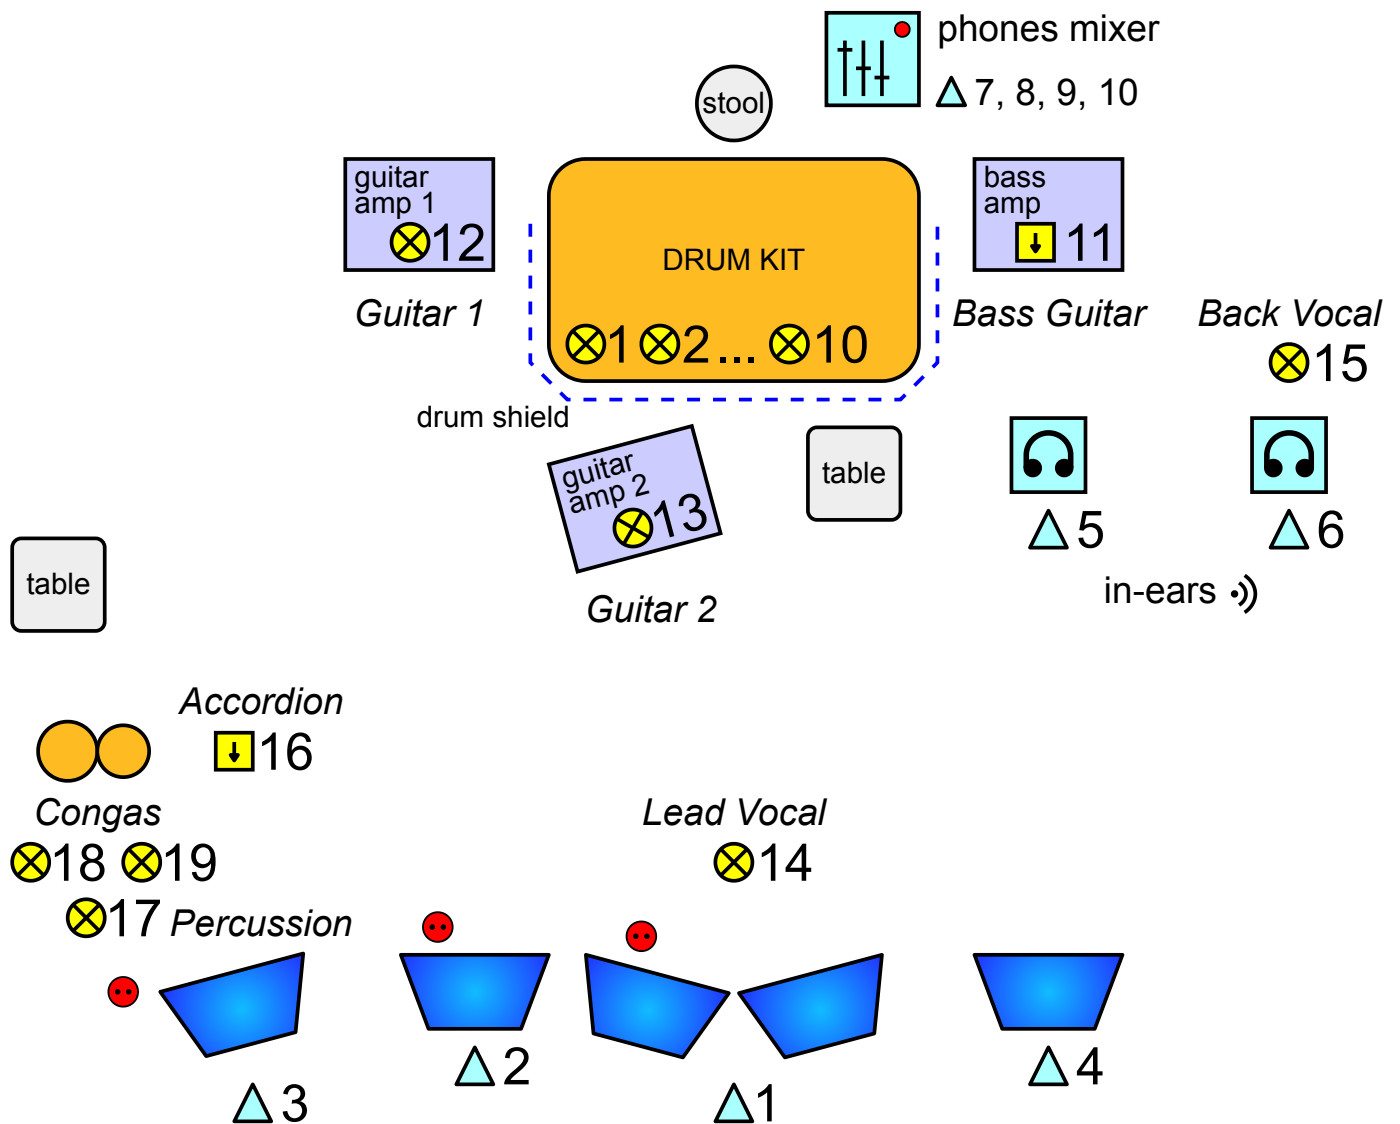 phones mixer
7, 8, 9, 10
stool
guitar
amp 1
12
Guitar 1
DRUM KIT
1 2... 10
bass
amp
11
Bass Guitar
Back Vocal
15
drum shield
guitar
amp 2
13
Guitar 2
table
5
6
in-ears
table
Accordion
16
Congas
18 19
17 Percussion
Lead Vocal
14
3
2
1
4